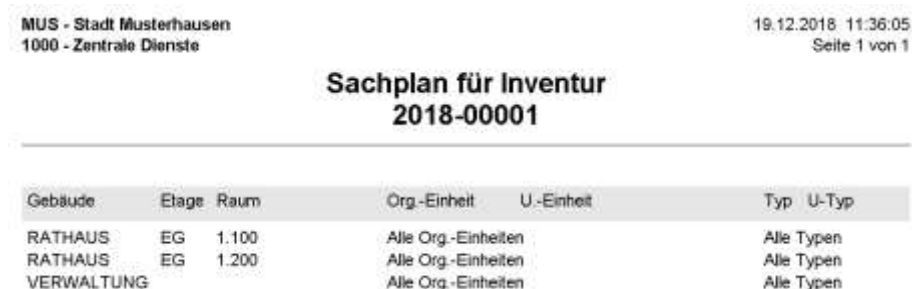 MUS - Stadt Musterhausen 19.12.2018 11:36:05
1000 - Zentrale Dienste Seite 1 von 1
Sachplan für Inventur
2018-00001
Gebäude Etage Raum Org.-Einheit U.-Einheit Typ U-Typ
RATHAUS EG 1.100 Alle Org.-Einheiten Alle Typen
RATHAUS EG 1.200 Alle Org.-Einheiten Alle Typen
VERWALTUNG Alle Org.-Einheiten Alle Typen